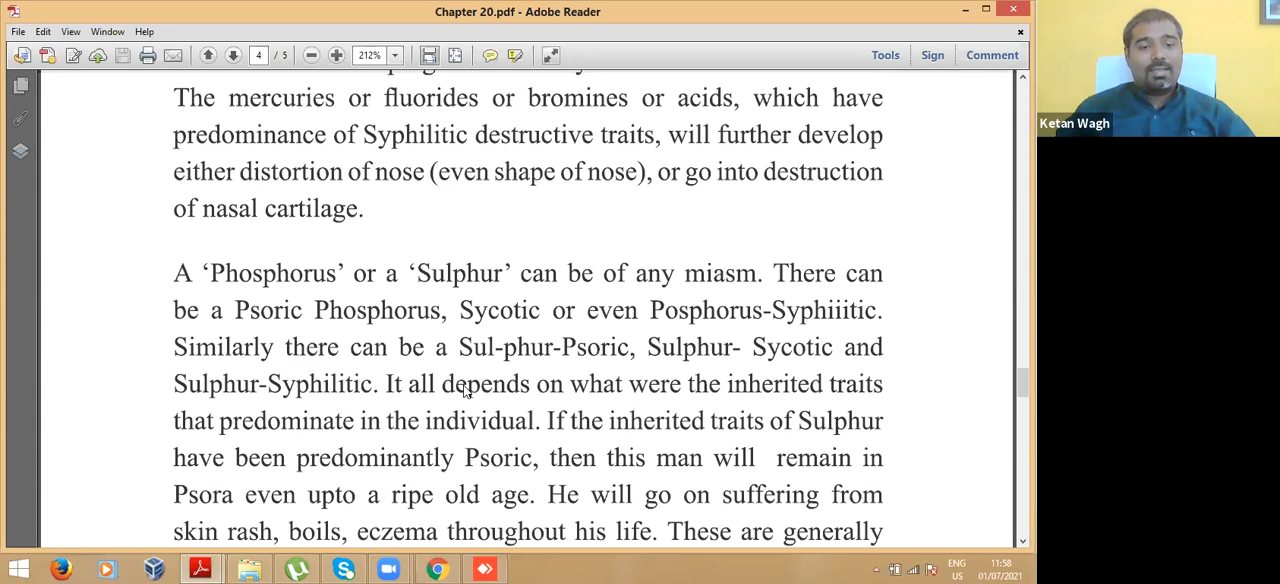 Chapter 20.pdf - Adobe Reader
File Edit View Window Help
4 / 5 212% Tools Sign Comment
The mercuries or fluorides or bromines or acids, which have
predominance of Syphilitic destructive traits, will further develop
either distortion of nose (even shape of nose), or go into destruction
of nasal cartilage.
A ‘Phosphorus’ or a ‘Sulphur’ can be of any miasm. There can
be a Psoric Phosphorus, Sycotic or even Posphorus-Syphiiitic.
Similarly there can be a Sul-phur-Psoric, Sulphur- Sycotic and
Sulphur-Syphilitic. It all depends on what were the inherited traits
that predominate in the individual. If the inherited traits of Sulphur
have been predominantly Psoric, then this man will remain in
Psora even upto a ripe old age. He will go on suffering from
skin rash, boils, eczema throughout his life. These are generally
Ketan Wagh
ENG
US
11:58
01/07/2021